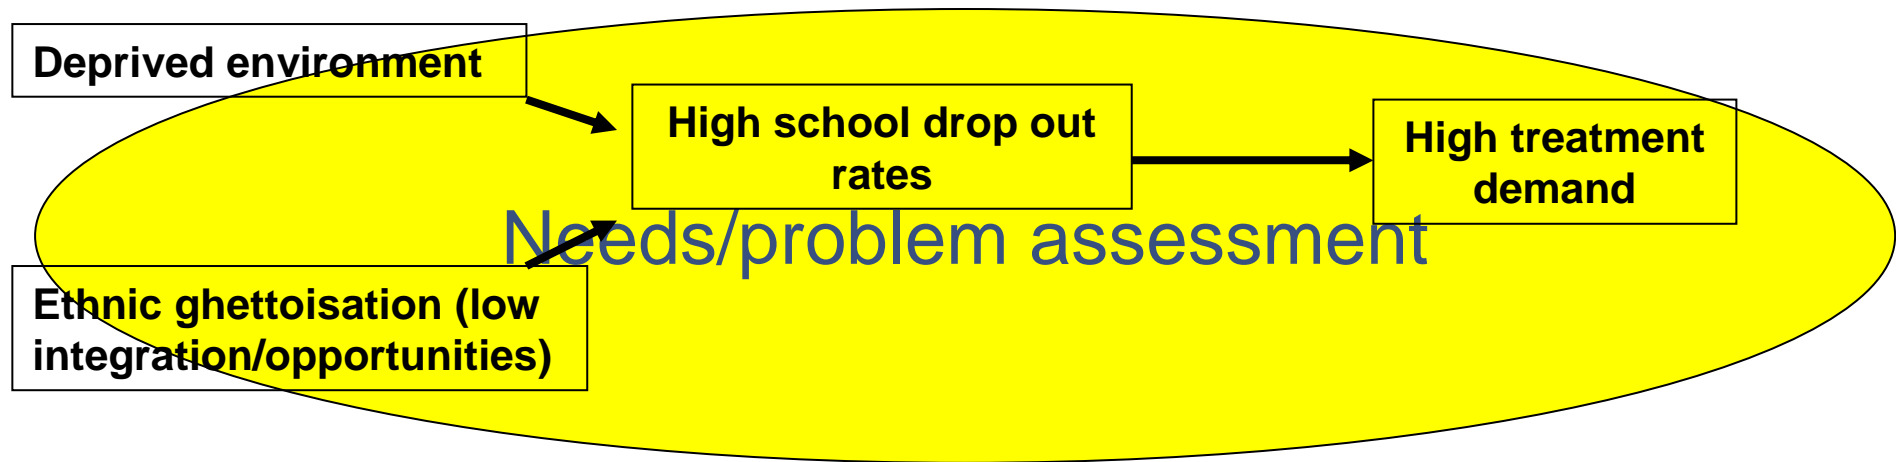 Deprived environment
High school drop out
rates
High treatment
demand
Needs/problem assessment
Ethnic ghettoisation (low
integration/opportunities)